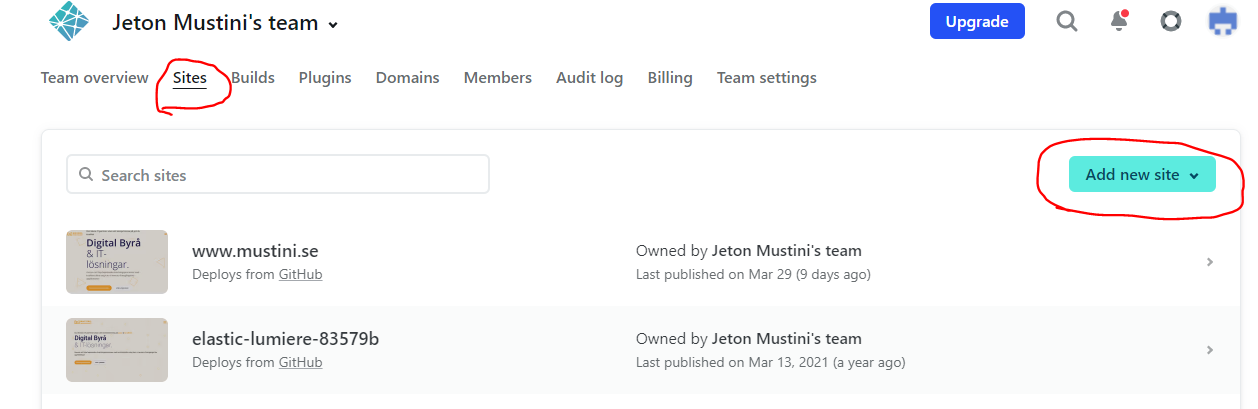 Jeton Mustini's team
Upgrade
Team overview Sites Builds Plugins Domains Members Audit log Billing Team settings
Search sites
Add new site
Digital Byrå
& IT-
lösningar.
www.mustini.se
Deploys from GitHub
Owned by Jeton Mustini's team
Last published on Mar 29 (9 days ago)
Digital Byrå
& IT-lösningar.
elastic-lumiere-83579b
Deploys from GitHub
Owned by Jeton Mustini's team
Last published on Mar 13, 2021 (a year ago)